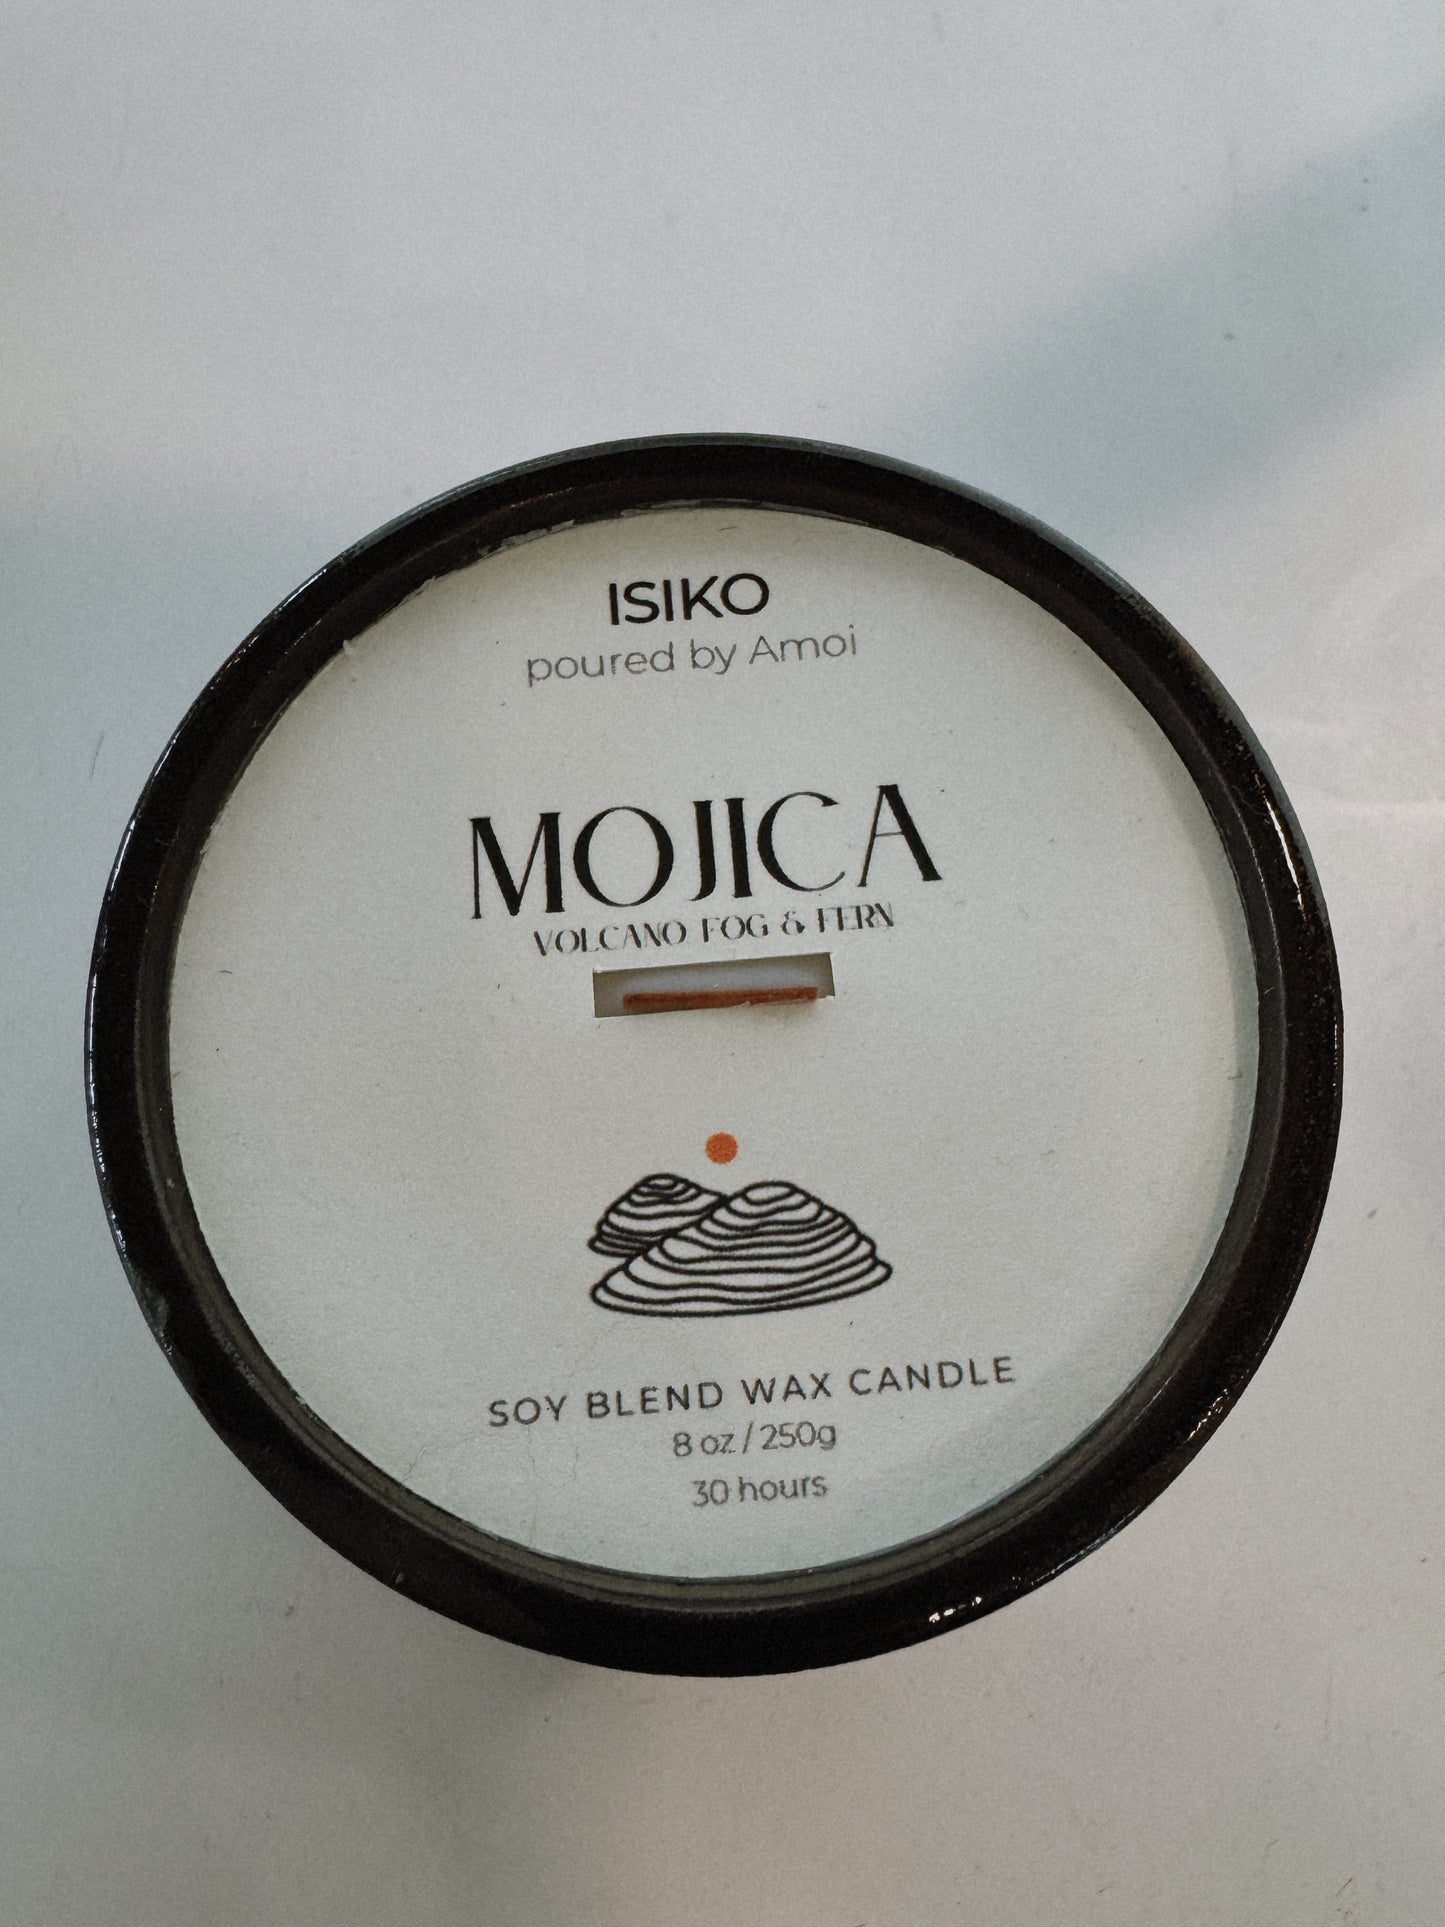 ISIKO
poured by Amoi
MOJICA
VOLCANO FOG & FERN
SOY BLEND WAX CANDLE
8 oz / 250g
30 hours